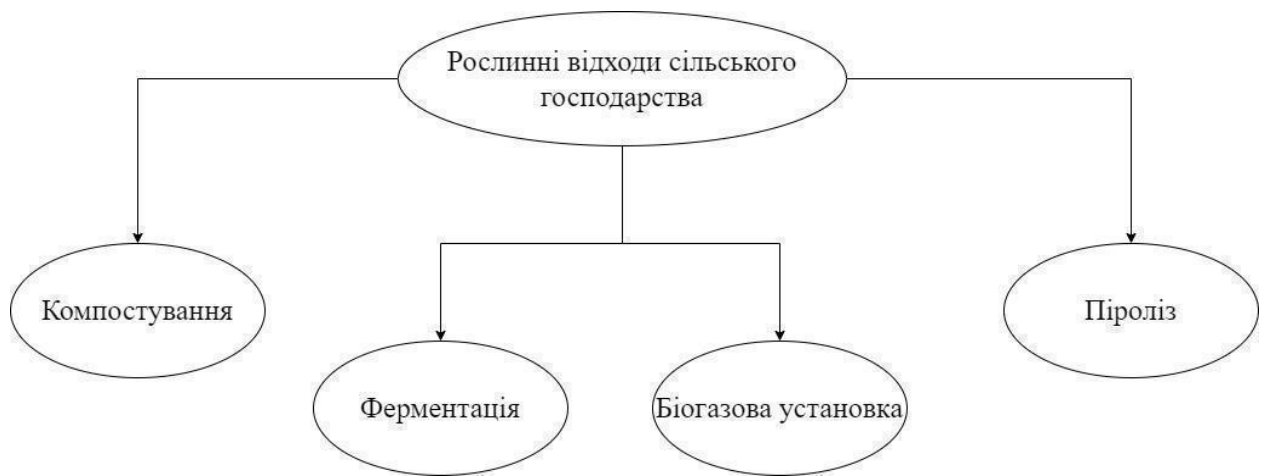 Рослинні відходи сільського
господарства
Компостування
Піроліз
Ферментація
Біогазова установка